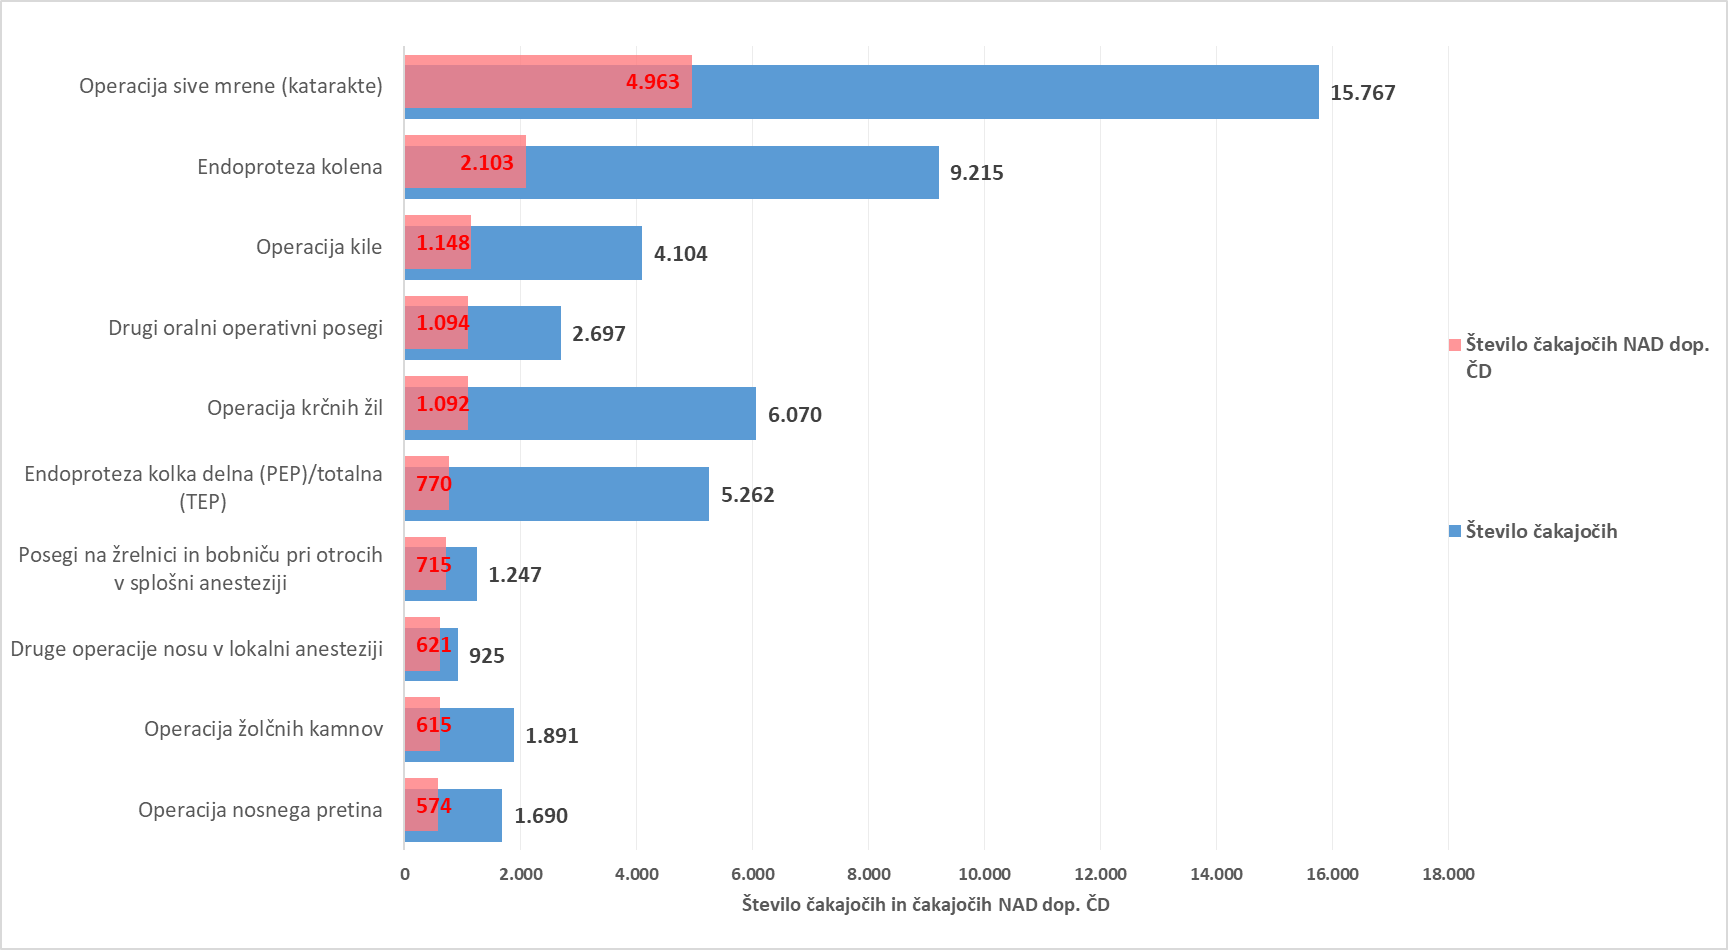 Operacija sive mrene (katarakte)
4.963
15.767
Endoproteza kolena
2.103
9.215
Operacija kile
1.148
4.104
Drugi oralni operativni posegi
1.094
2.697
Operacija krčnih žil
1.092
6.070
Endoproteza kolka delna (PEP)/totalna
(TEP)
770
5.262
Posegi na žrelnici in bobniču pri otrocih
v splošni anesteziji
715
1.247
Druge operacije nosu v lokalni anesteziji
621
925
Operacija žolčnih kamnov
615
1.891
Operacija nosnega pretina
574
1.690
0
2.000
4.000
6.000
8.000
10.000
12.000
14.000
16.000
18.000
Število čakajočih in čakajočih NAD dop. ČD
Število čakajočih NAD dop.
ČD
Število čakajočih